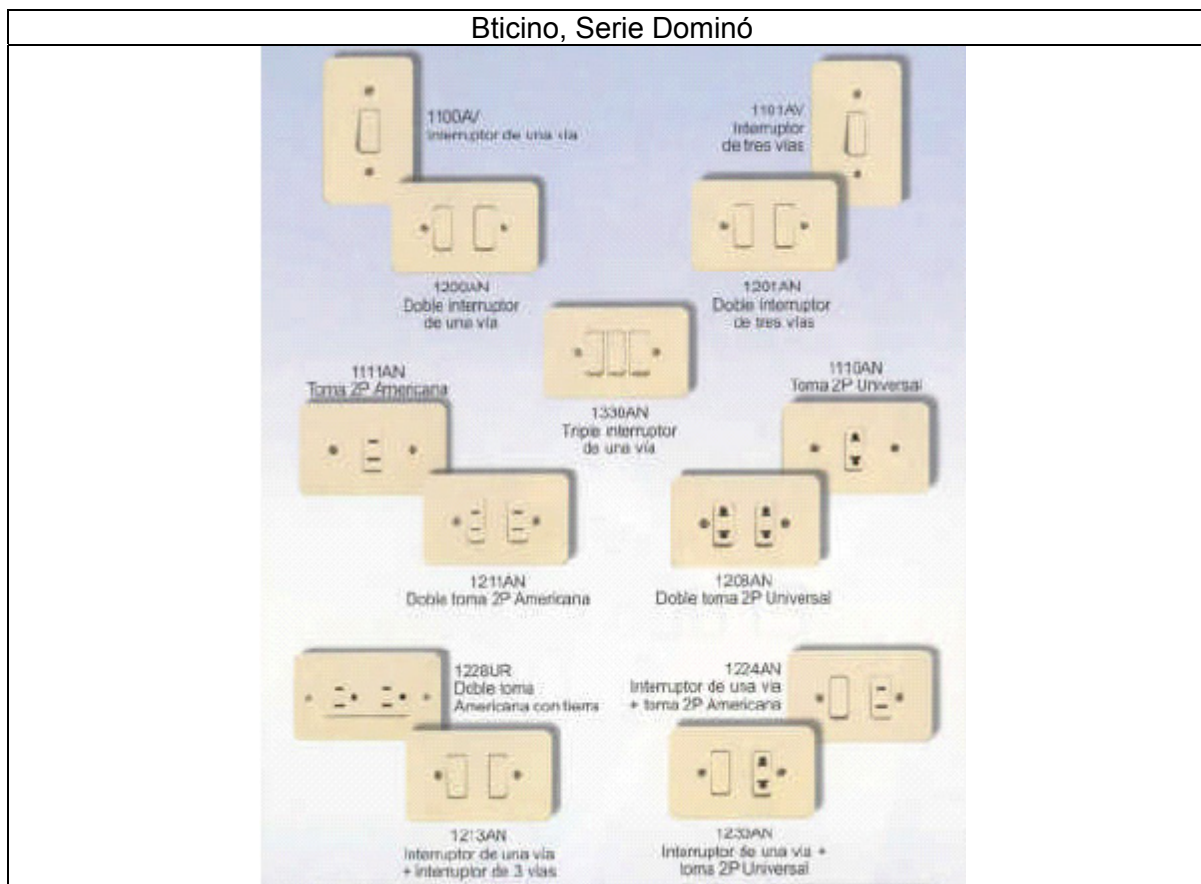 Bticino, Serie Dominó
1100AV
Interruptor de una vía
1101AV
Interruptor
de tres vías
1200AN
Doble interruptor
de una vía
1201AN
Doble interruptor
de tres vías
1330AN
Triple interruptor
de una vía
1111AN
Toma 2P Americana
1110AN
Toma 2P Universal
1211AN
Doble toma 2P Americana
Doble toma 2P Universal
1228UR
Doble toma
Americana con tierra
1224AN
Interruptor de una vía
+ toma 2P Americana
1213AN
Interruptor de una vía
+ interruptor de 3 vías
Interruptor de una vía +
toma 2P Universal